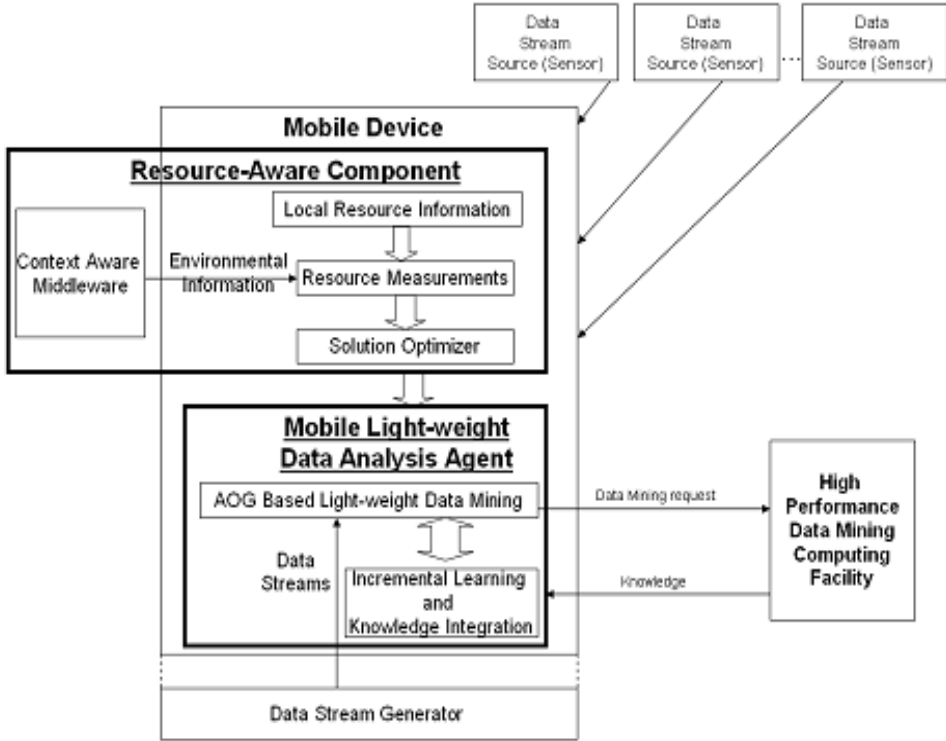 Data
Stream
Source (Sensor)
Data
Stream
Source (Sensor)
Data
Stream
Source (Sensor)
Mobile Device
Resource-Aware Component
Local Resource Information
Context Aware
Middleware
Environmental
Information
Resource Measurements
Solution Optimizer
Mobile Light-weight
Data Analysis Agent
AOG Based Light-weight Data Mining
Data Mining request
High
Performance
Data Mining
Computing
Facility
Data
Streams
Incremental Learning
and
Knowledge Integration
Knowledge
Data Stream Generator